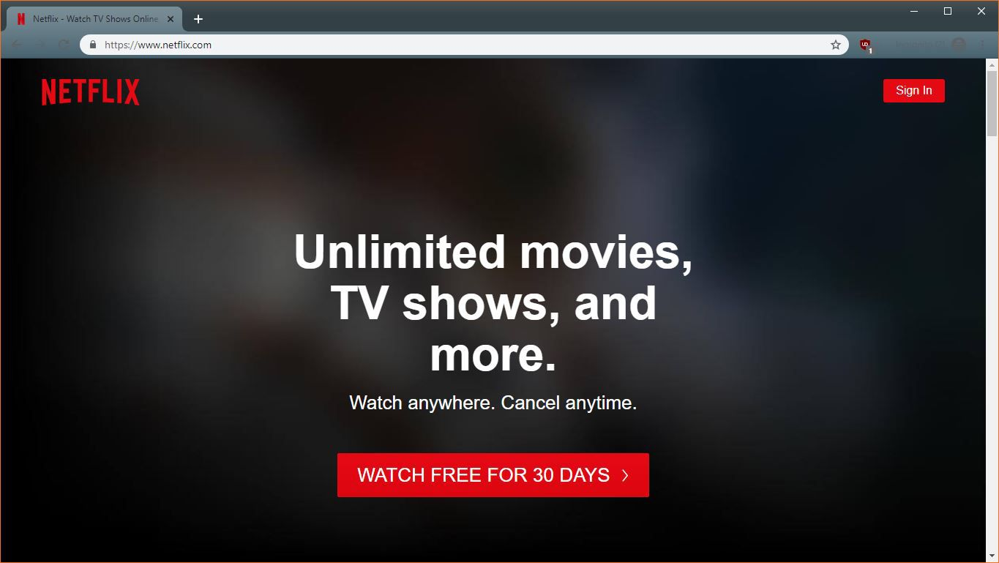 Netflix - Watch TV Shows Online
https://www.netflix.com
1
NETFLIX
Sign In
Unlimited movies,
TV shows, and
more.
Watch anywhere. Cancel anytime.
WATCH FREE FOR 30 DAYS